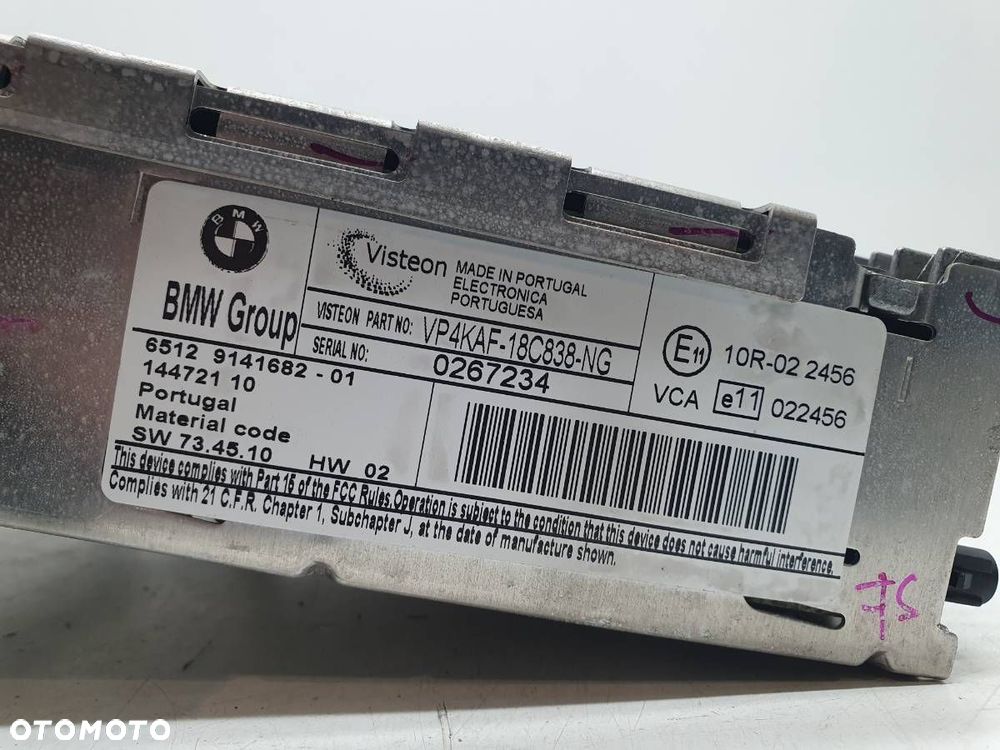 BMW
BMW Group
Visteon
MADE IN PORTUGAL
ELECTRONICA
PORTUGUESA
VISTEON PART NO: VP4KAF-18C838-NG
SERIAL NO: 0267234
E11 10R-02 2456
VCA e11 022456
6512 9141682-01
144721 10
Portugal
Material code
SW 73.45.10 HW 02
This device complies with Part 15 of the FCC Rules.Operation is subject to the condition that this device does not cause harmful interference.
Complies with 21 C.F.R. Chapter 1, Subchapter J, at the date of manufacture shown.
OTOMOTO